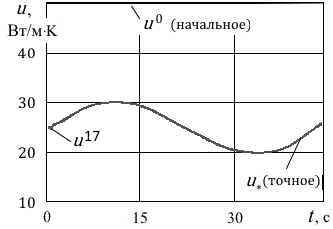 u,
Вт/м·K
u⁰ (начальное)
40
30
u¹⁷
20
u* (точное)
10
0 15 30 t, c